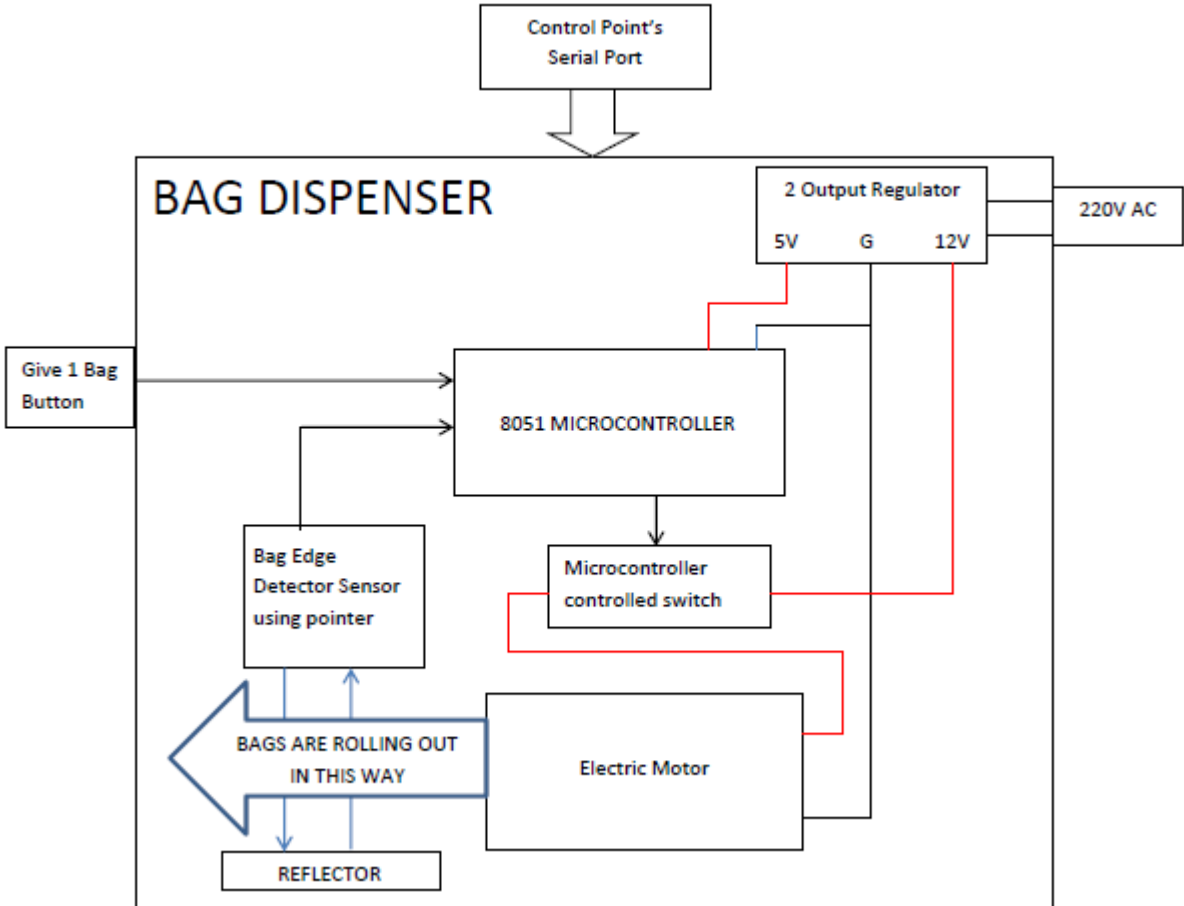 Control Point's
Serial Port
BAG DISPENSER
2 Output Regulator
5V G 12V
220V AC
Give 1 Bag
Button
8051 MICROCONTROLLER
Bag Edge
Detector Sensor
using pointer
Microcontroller
controlled switch
BAGS ARE ROLLING OUT
IN THIS WAY
Electric Motor
REFLECTOR